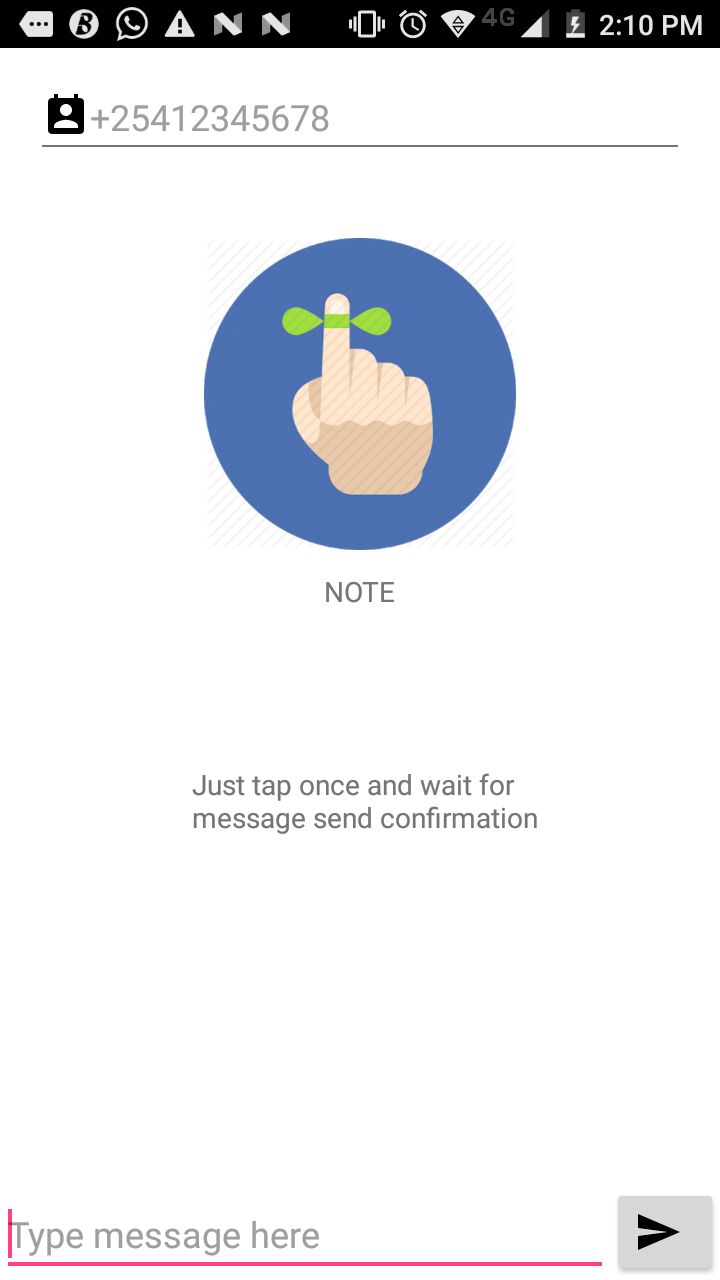 4G 2:10 PM
+25412345678
NOTE
Just tap once and wait for
message send confirmation
Type message here